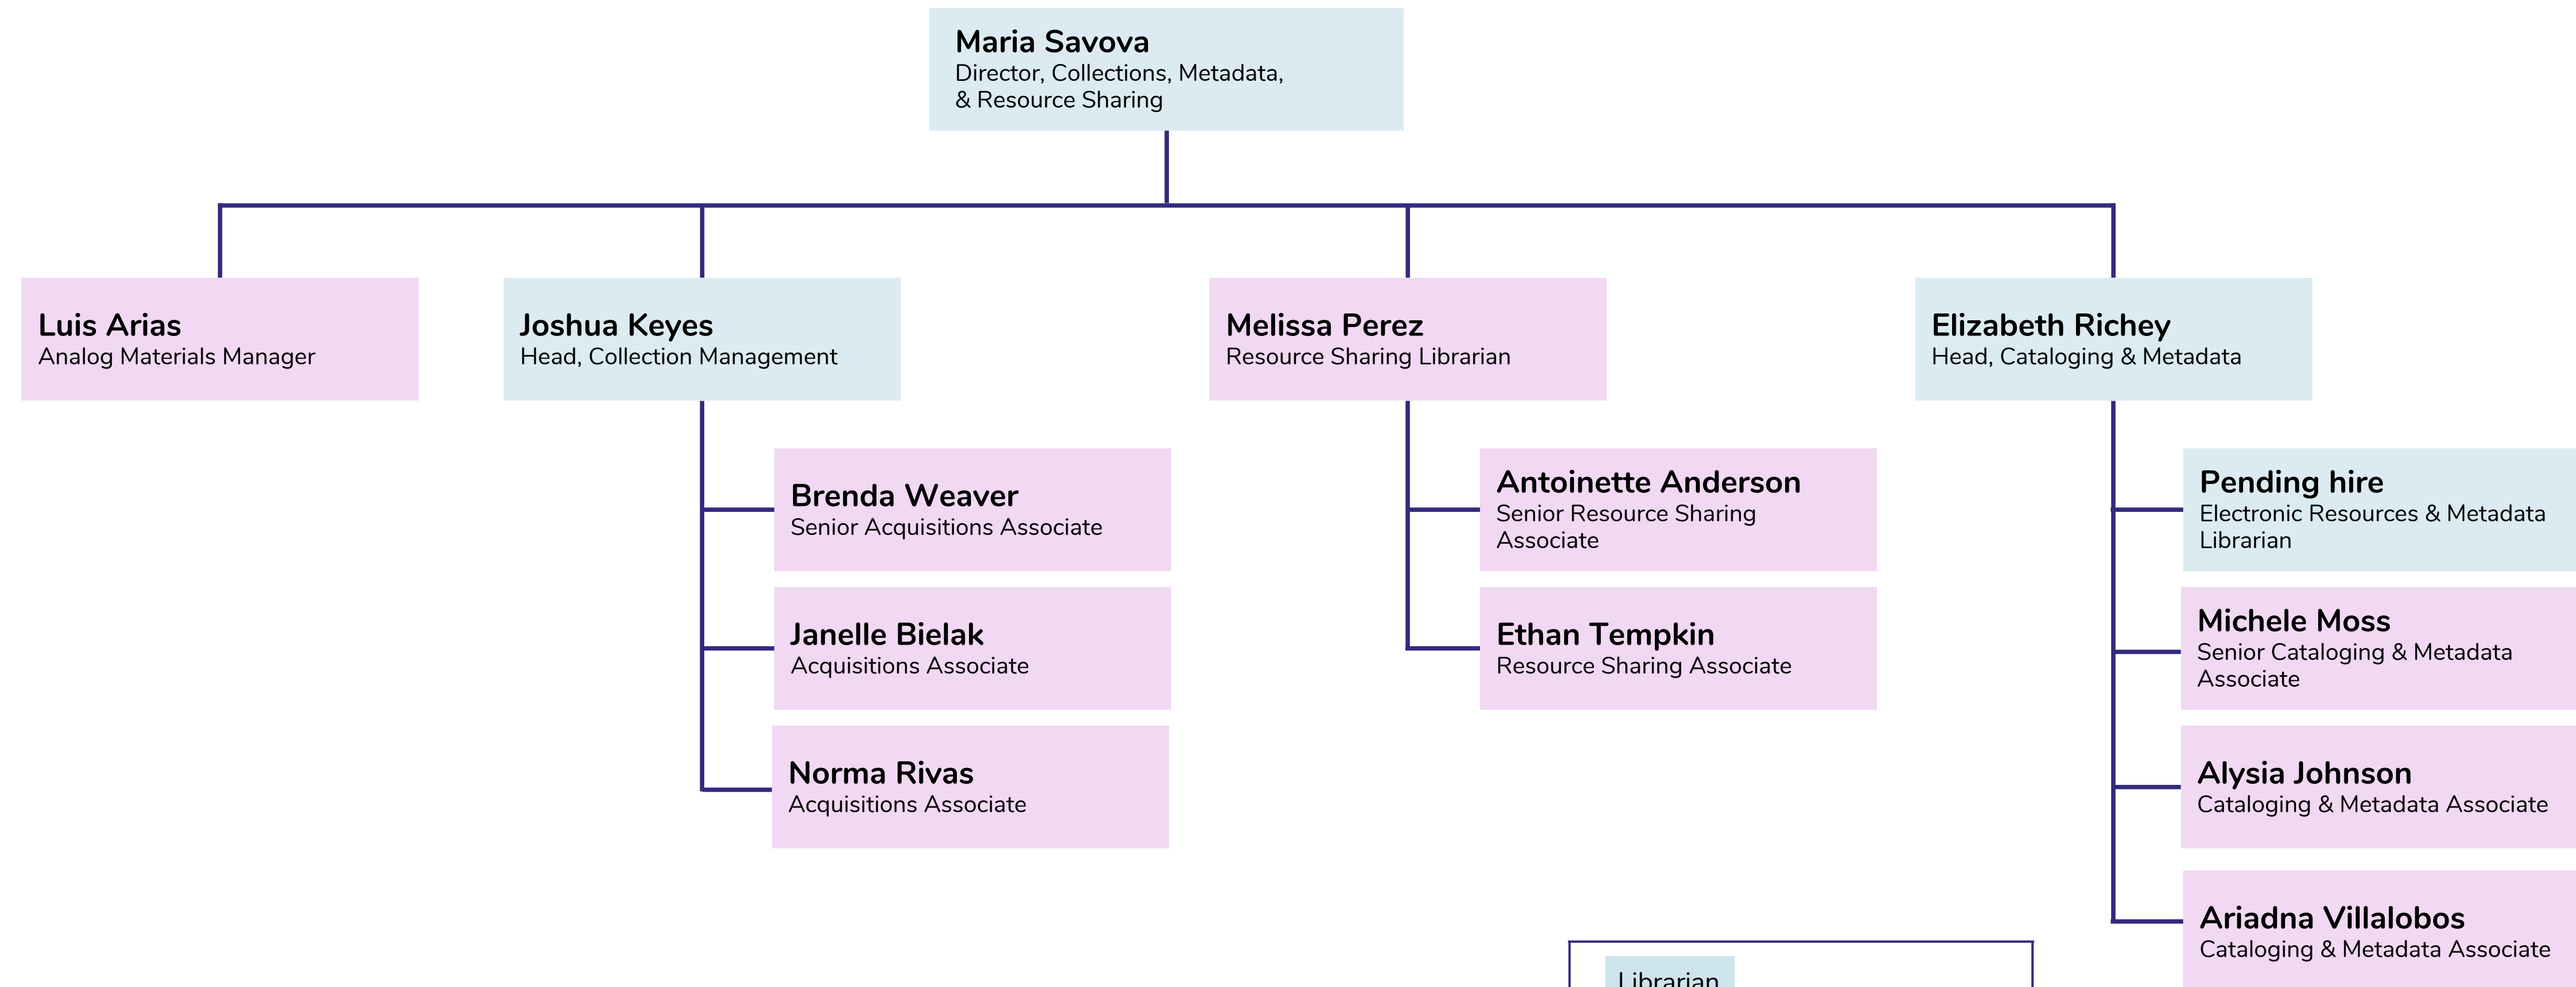 Maria Savova
Director, Collections, Metadata,
& Resource Sharing
Luis Arias
Analog Materials Manager
Joshua Keyes
Head, Collection Management
Brenda Weaver
Senior Acquisitions Associate
Janelle Bielak
Acquisitions Associate
Norma Rivas
Acquisitions Associate
Melissa Perez
Resource Sharing Librarian
Antoinette Anderson
Senior Resource Sharing
Associate
Ethan Tempkin
Resource Sharing Associate
Elizabeth Richey
Head, Cataloging & Metadata
Pending hire
Electronic Resources & Metadata
Librarian
Michele Moss
Senior Cataloging & Metadata
Associate
Alysia Johnson
Cataloging & Metadata Associate
Ariadna Villalobos
Cataloging & Metadata Associate
Librarian